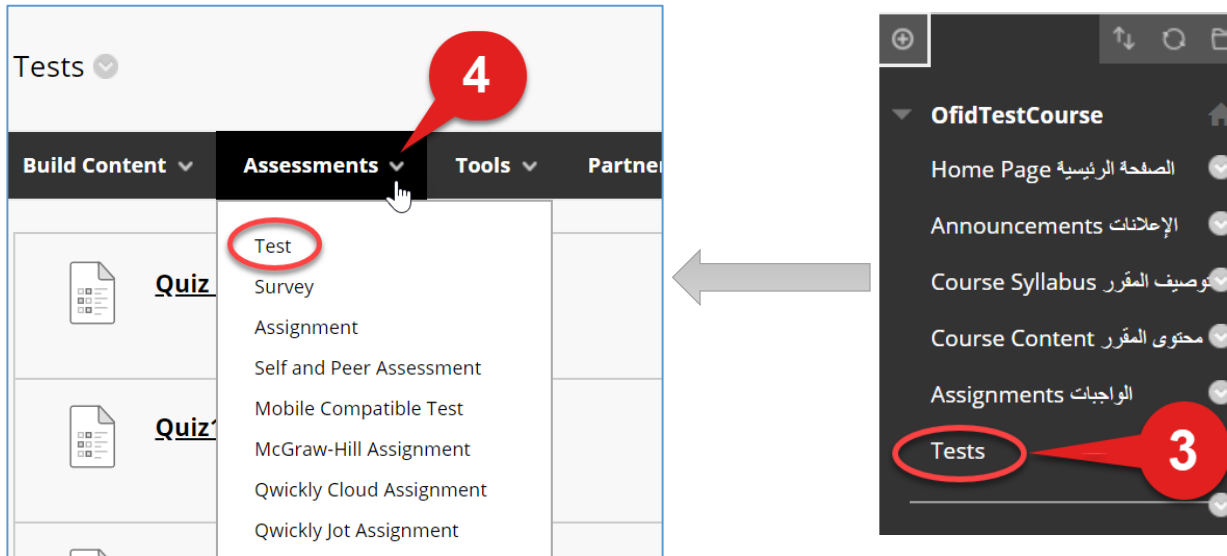 Tests
4
Build Content
Assessments
Tools
Partner
Test
Survey
Assignment
Self and Peer Assessment
Mobile Compatible Test
McGraw-Hill Assignment
Qwickly Cloud Assignment
Qwickly Jot Assignment
Quiz
Quiz1
OfidTestCourse
Home Page الصفحة الرئيسية
Announcements الإعلانات
Course Syllabus توصيف المقرر
Course Content محتوى المقرر
Assignments الواجبات
Tests
3